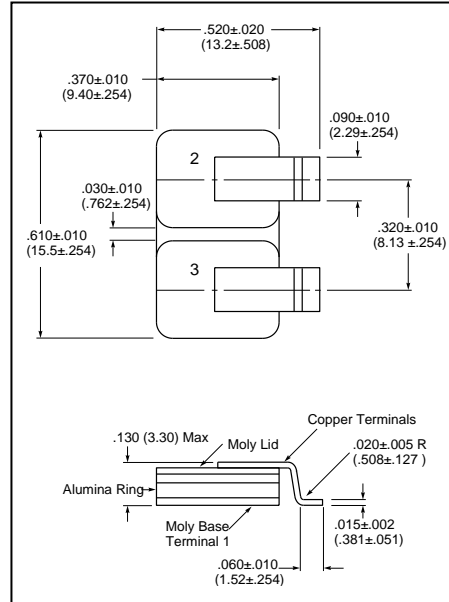 .520±.020
(13.2±.508)
.370±.010
(9.40±.254)
.090±.010
(2.29±.254)
2
.030±.010
(.762±.254)
.610±.010
(15.5±.254)
.320±.010
(8.13 ±.254)
3
Copper Terminals
.130 (3.30) Max
Moly Lid
.020±.005 R
(.508±.127 )
Alumina Ring
Moly Base
Terminal 1
.015±.002
(.381±.051)
.060±.010
(1.52±.254)